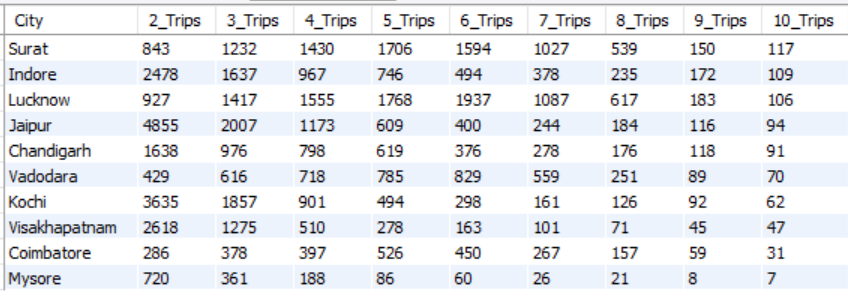 City 2_Trips 3_Trips 4_Trips 5_Trips 6_Trips 7_Trips 8_Trips 9_Trips 10_Trips
Surat 843 1232 1430 1706 1594 1027 539 150 117
Indore 2478 1637 967 746 494 378 235 172 109
Lucknow 927 1417 1555 1768 1937 1087 617 183 106
Jaipur 4855 2007 1173 609 400 244 184 116 94
Chandigarh 1638 976 798 619 376 278 176 118 91
Vadodara 429 616 718 785 829 559 251 89 70
Kochi 3635 1857 901 494 298 161 126 92 62
Visakhapatnam 2618 1275 510 278 163 101 71 45 47
Coimbatore 286 378 397 526 450 267 157 59 31
Mysore 720 361 188 86 60 26 21 8 7